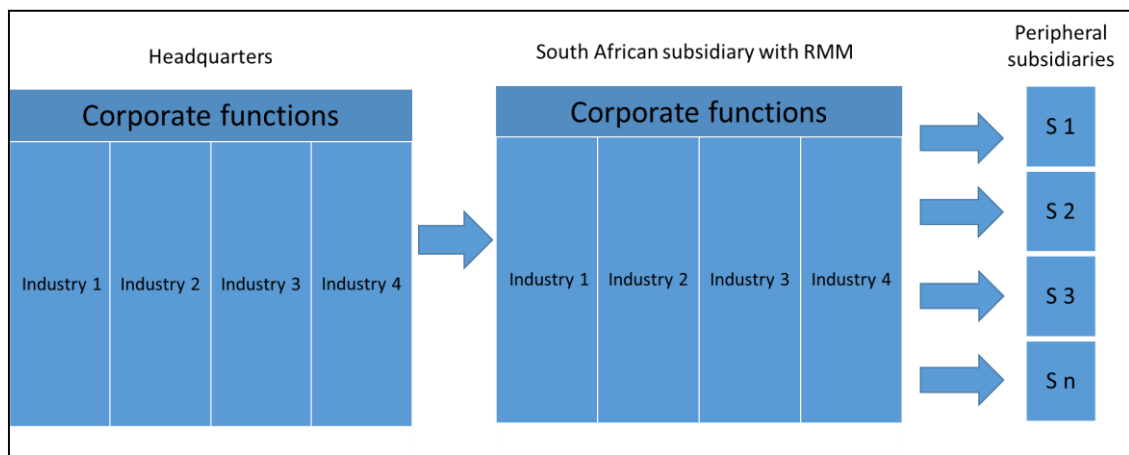 Headquarters
South African subsidiary with RMM
Peripheral
subsidiaries
Corporate functions
Industry 1
Industry 2
Industry 3
Industry 4
Corporate functions
Industry 1
Industry 2
Industry 3
Industry 4
S 1
S 2
S 3
S n